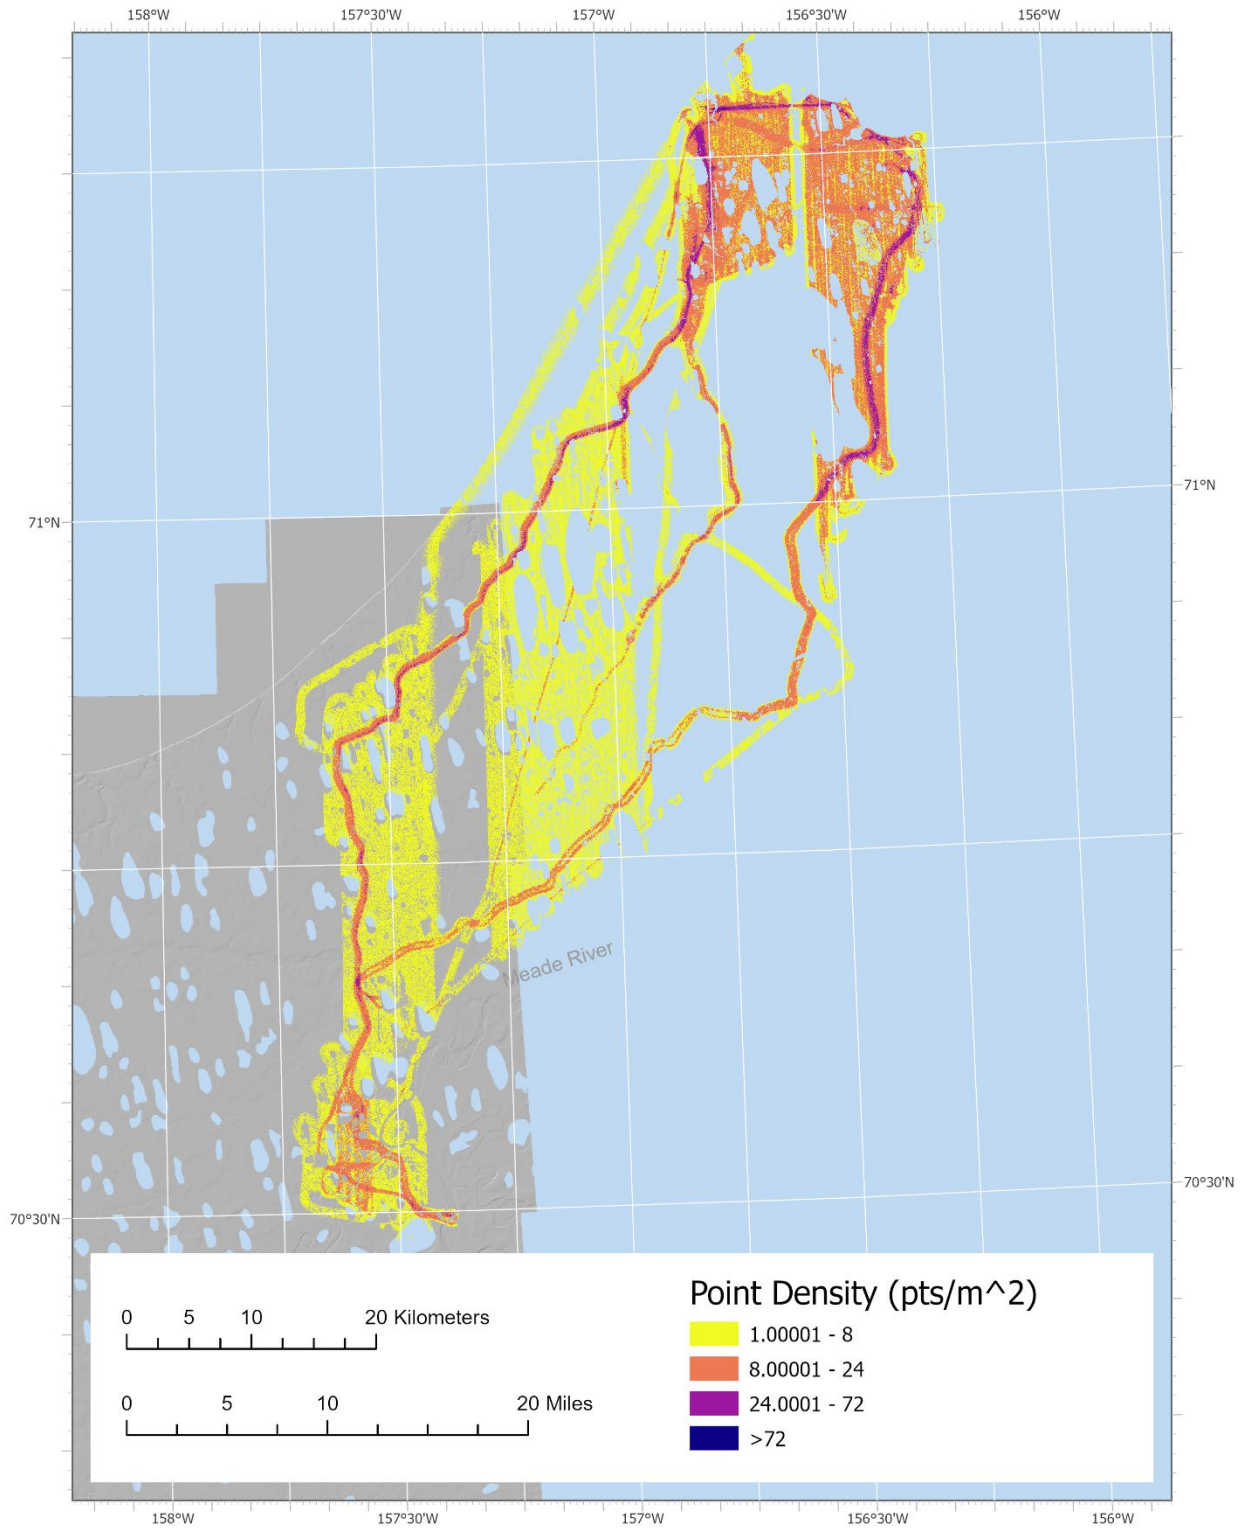 158°W 157°30'W 157°W 156°30'W 156°W
71°N
71°N
Meade River
70°30'N
70°30'N
Point Density (pts/m^2)
0 5 10 20 Kilometers
1.00001 - 8
8.00001 - 24
0 5 10 20 Miles
24.0001 - 72
>72
158°W 157°30'W 157°W 156°30'W 156°W